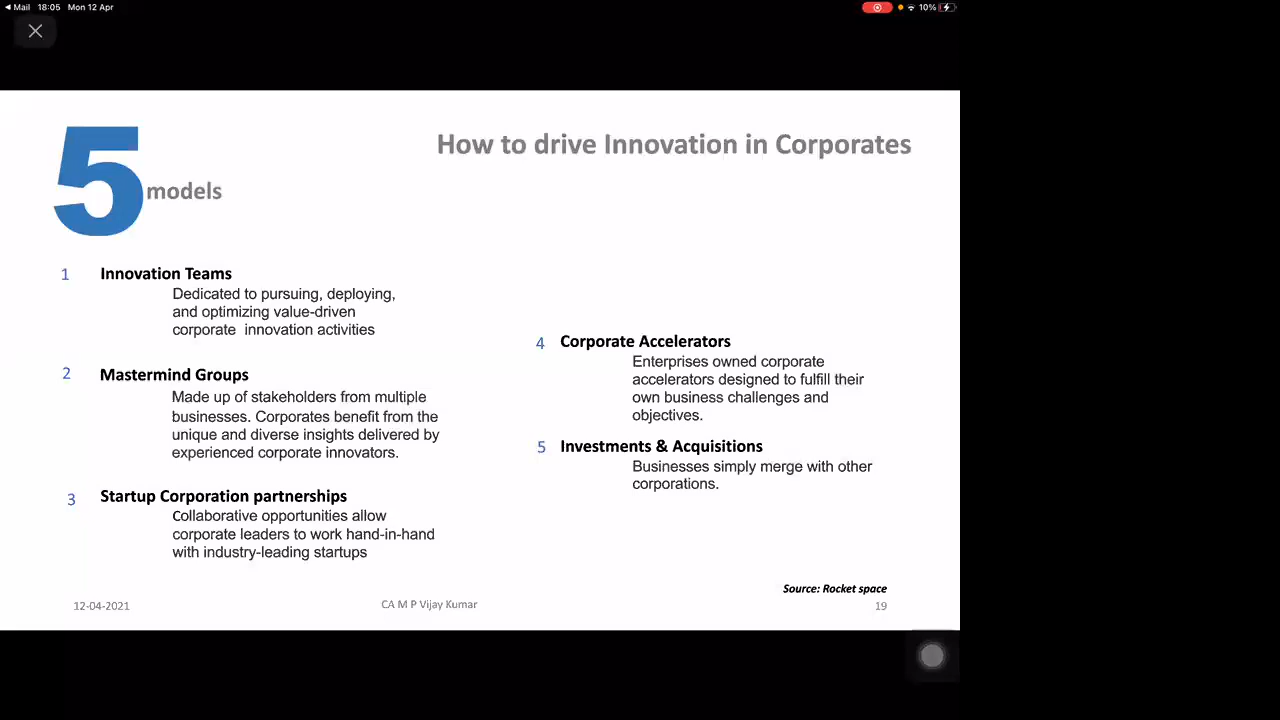 Mail 18:05 Mon 12 Apr
10%
How to drive Innovation in Corporates
5 models
1 Innovation Teams
Dedicated to pursuing, deploying,
and optimizing value-driven
corporate innovation activities
2 Mastermind Groups
Made up of stakeholders from multiple
businesses. Corporates benefit from the
unique and diverse insights delivered by
experienced corporate innovators.
3 Startup Corporation partnerships
Collaborative opportunities allow
corporate leaders to work hand-in-hand
with industry-leading startups
4 Corporate Accelerators
Enterprises owned corporate
accelerators designed to fulfill their
own business challenges and
objectives.
5 Investments & Acquisitions
Businesses simply merge with other
corporations.
Source: Rocket space
12-04-2021
CA M P Vijay Kumar
19